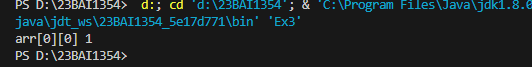 PS D:\23BAI1354> d:; cd 'd:\23BAI1354'; & 'C:\Program Files\Java\jdk1.8.0
java\jdt_ws\23BAI1354_5e17d771\bin' 'Ex3'
arr[0][0] 1
PS D:\23BAI1354>